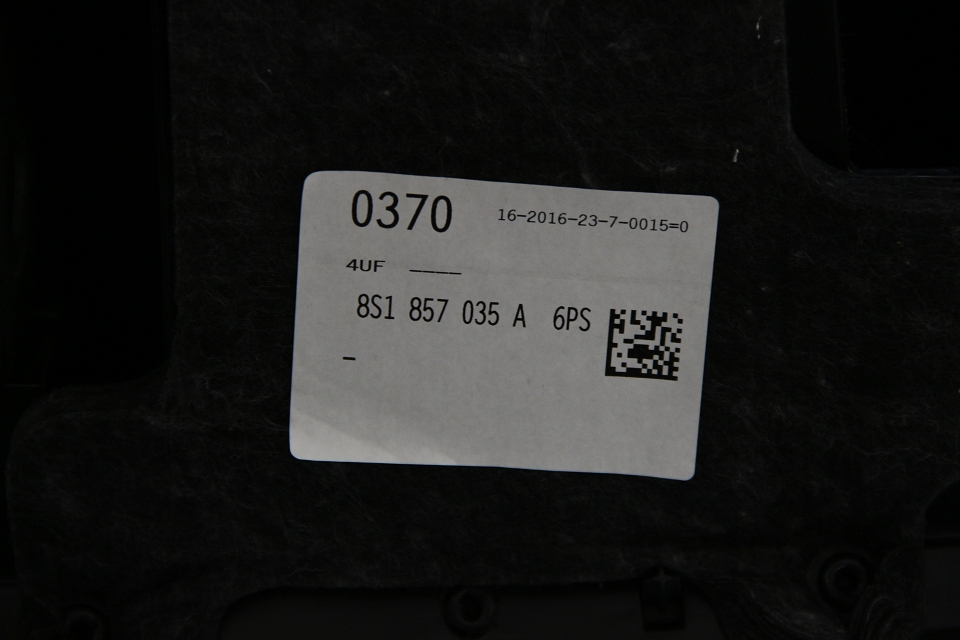 0370 16-2016-23-7-0015=0
4UF ____
8S1 857 035 A 6PS
-